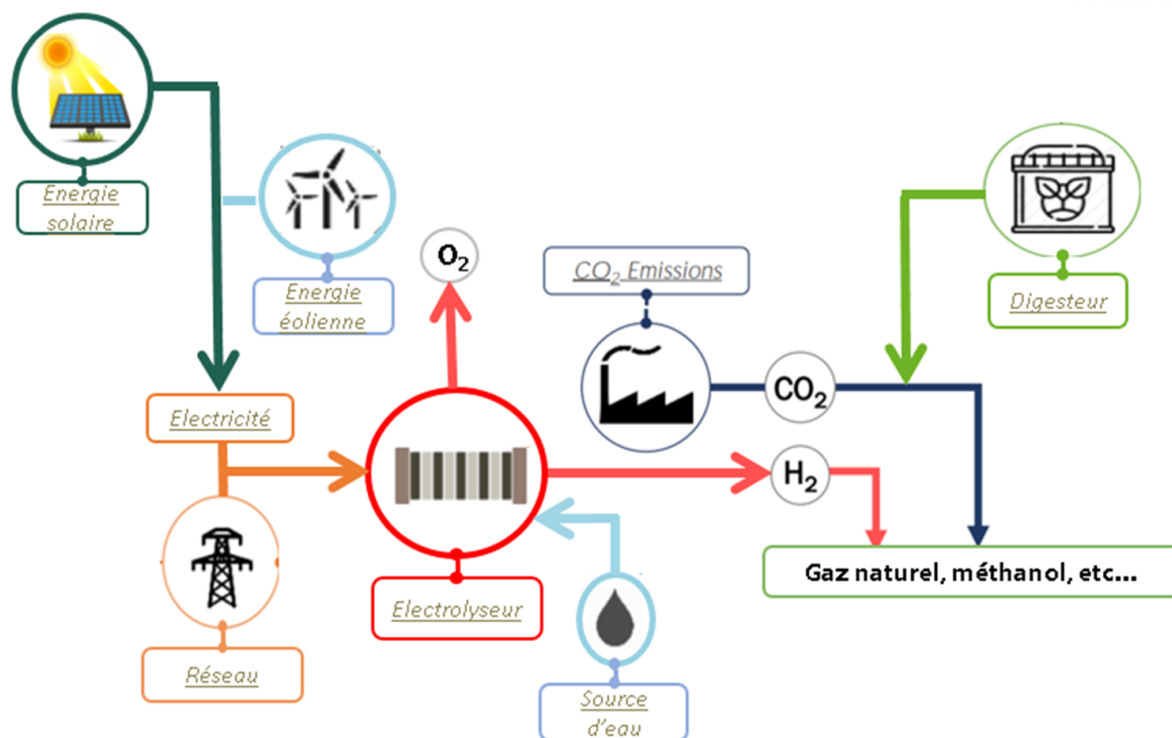 Energie
solaire
Energie
éolienne
O₂
CO₂ Emissions
Digesteur
CO₂
Electricité
H₂
Gaz naturel, méthanol, etc...
Electrolyseur
Réseau
Source
d'eau